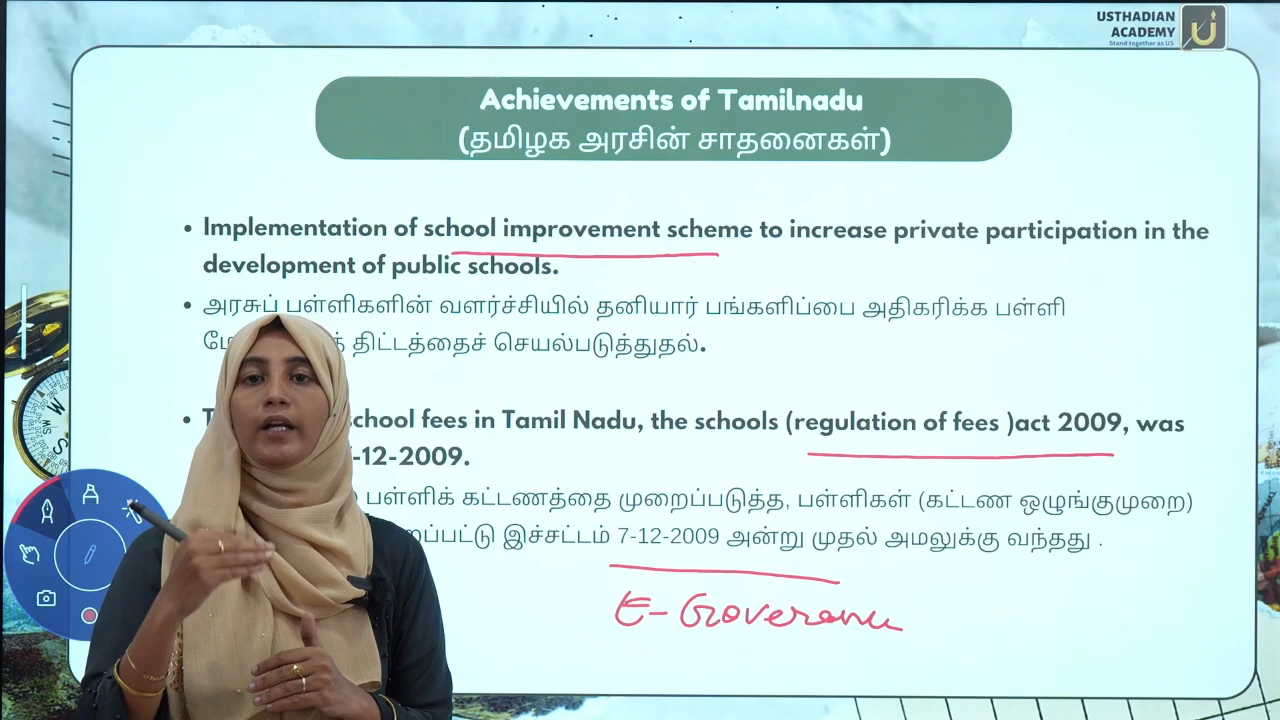 USTHADIAN
ACADEMY
Stand together as US
Achievements of Tamilnadu
(தமிழக அரசின் சாதனைகள்)
• Implementation of school improvement scheme to increase private participation in the
development of public schools.
• அரசுப் பள்ளிகளின் வளர்ச்சியில் தனியார் பங்களிப்பை அதிகரிக்க பள்ளி
திட்டத்தைச் செயல்படுத்துதல்.
• school fees in Tamil Nadu, the schools (regulation of fees )act 2009, was
-12-2009.
பள்ளிக் கட்டணத்தை முறைப்படுத்த, பள்ளிகள் (கட்டண ஒழுங்குமுறை)
இச்சட்டம் 7-12-2009 அன்று முதல் அமலுக்கு வந்தது .
E-